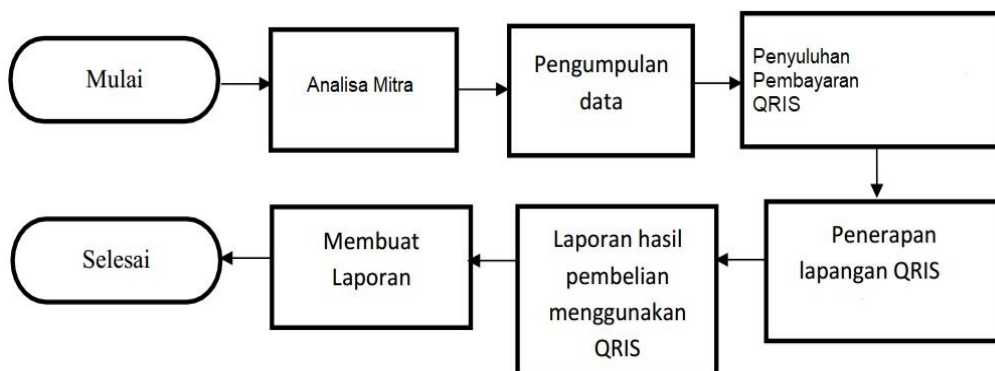 Mulai
Analisa Mitra
Pengumpulan
data
Penyuluhan
Pembayaran
QRIS
Penerapan
lapangan QRIS
Laporan hasil
pembelian
menggunakan
QRIS
Membuat
Laporan
Selesai